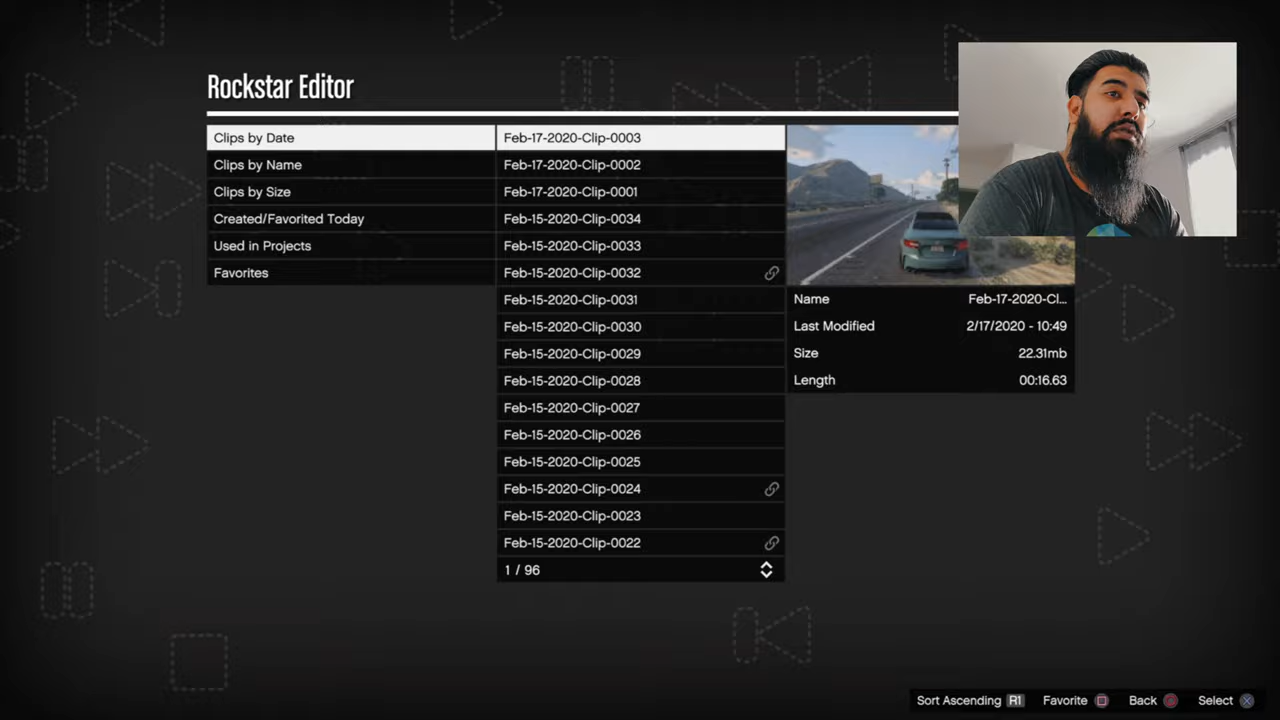 Rockstar Editor
Clips by Date
Clips by Name
Clips by Size
Created/Favorited Today
Used in Projects
Favorites
Feb-17-2020-Clip-0003
Feb-17-2020-Clip-0002
Feb-17-2020-Clip-0001
Feb-15-2020-Clip-0034
Feb-15-2020-Clip-0033
Feb-15-2020-Clip-0032
Feb-15-2020-Clip-0031
Feb-15-2020-Clip-0030
Feb-15-2020-Clip-0029
Feb-15-2020-Clip-0028
Feb-15-2020-Clip-0027
Feb-15-2020-Clip-0026
Feb-15-2020-Clip-0025
Feb-15-2020-Clip-0024
Feb-15-2020-Clip-0023
Feb-15-2020-Clip-0022
1 / 96
Name Feb-17-2020-Cl...
Last Modified 2/17/2020 - 10:49
Size 22.31mb
Length 00:16.63
Sort Ascending R1 Favorite Back Select